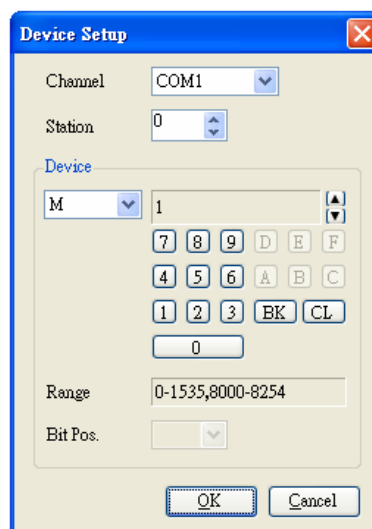 Device Setup
Channel COM1
Station 0
Device
M 1
7 8 9 D E F
4 5 6 A B C
1 2 3 BK CL
0
Range 0-1535,8000-8254
Bit Pos.
OK Cancel